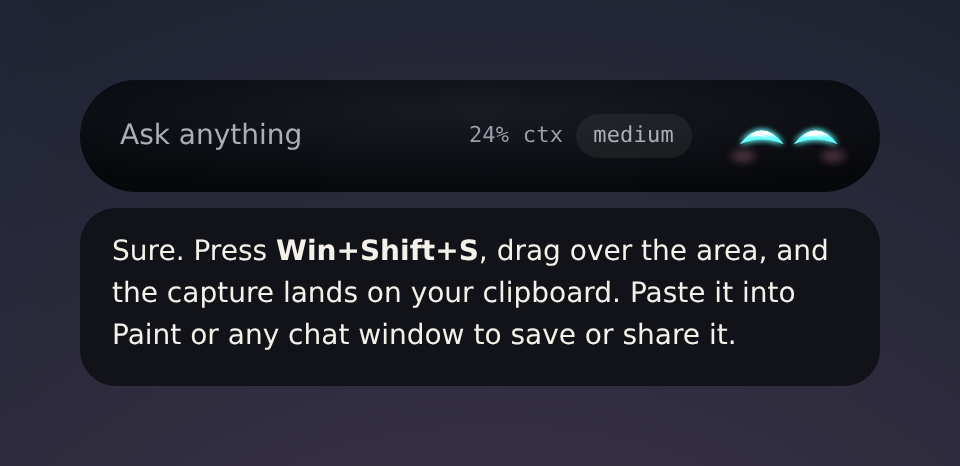 Ask anything 24% ctx medium
Sure. Press Win+Shift+S, drag over the area, and
the capture lands on your clipboard. Paste it into
Paint or any chat window to save or share it.